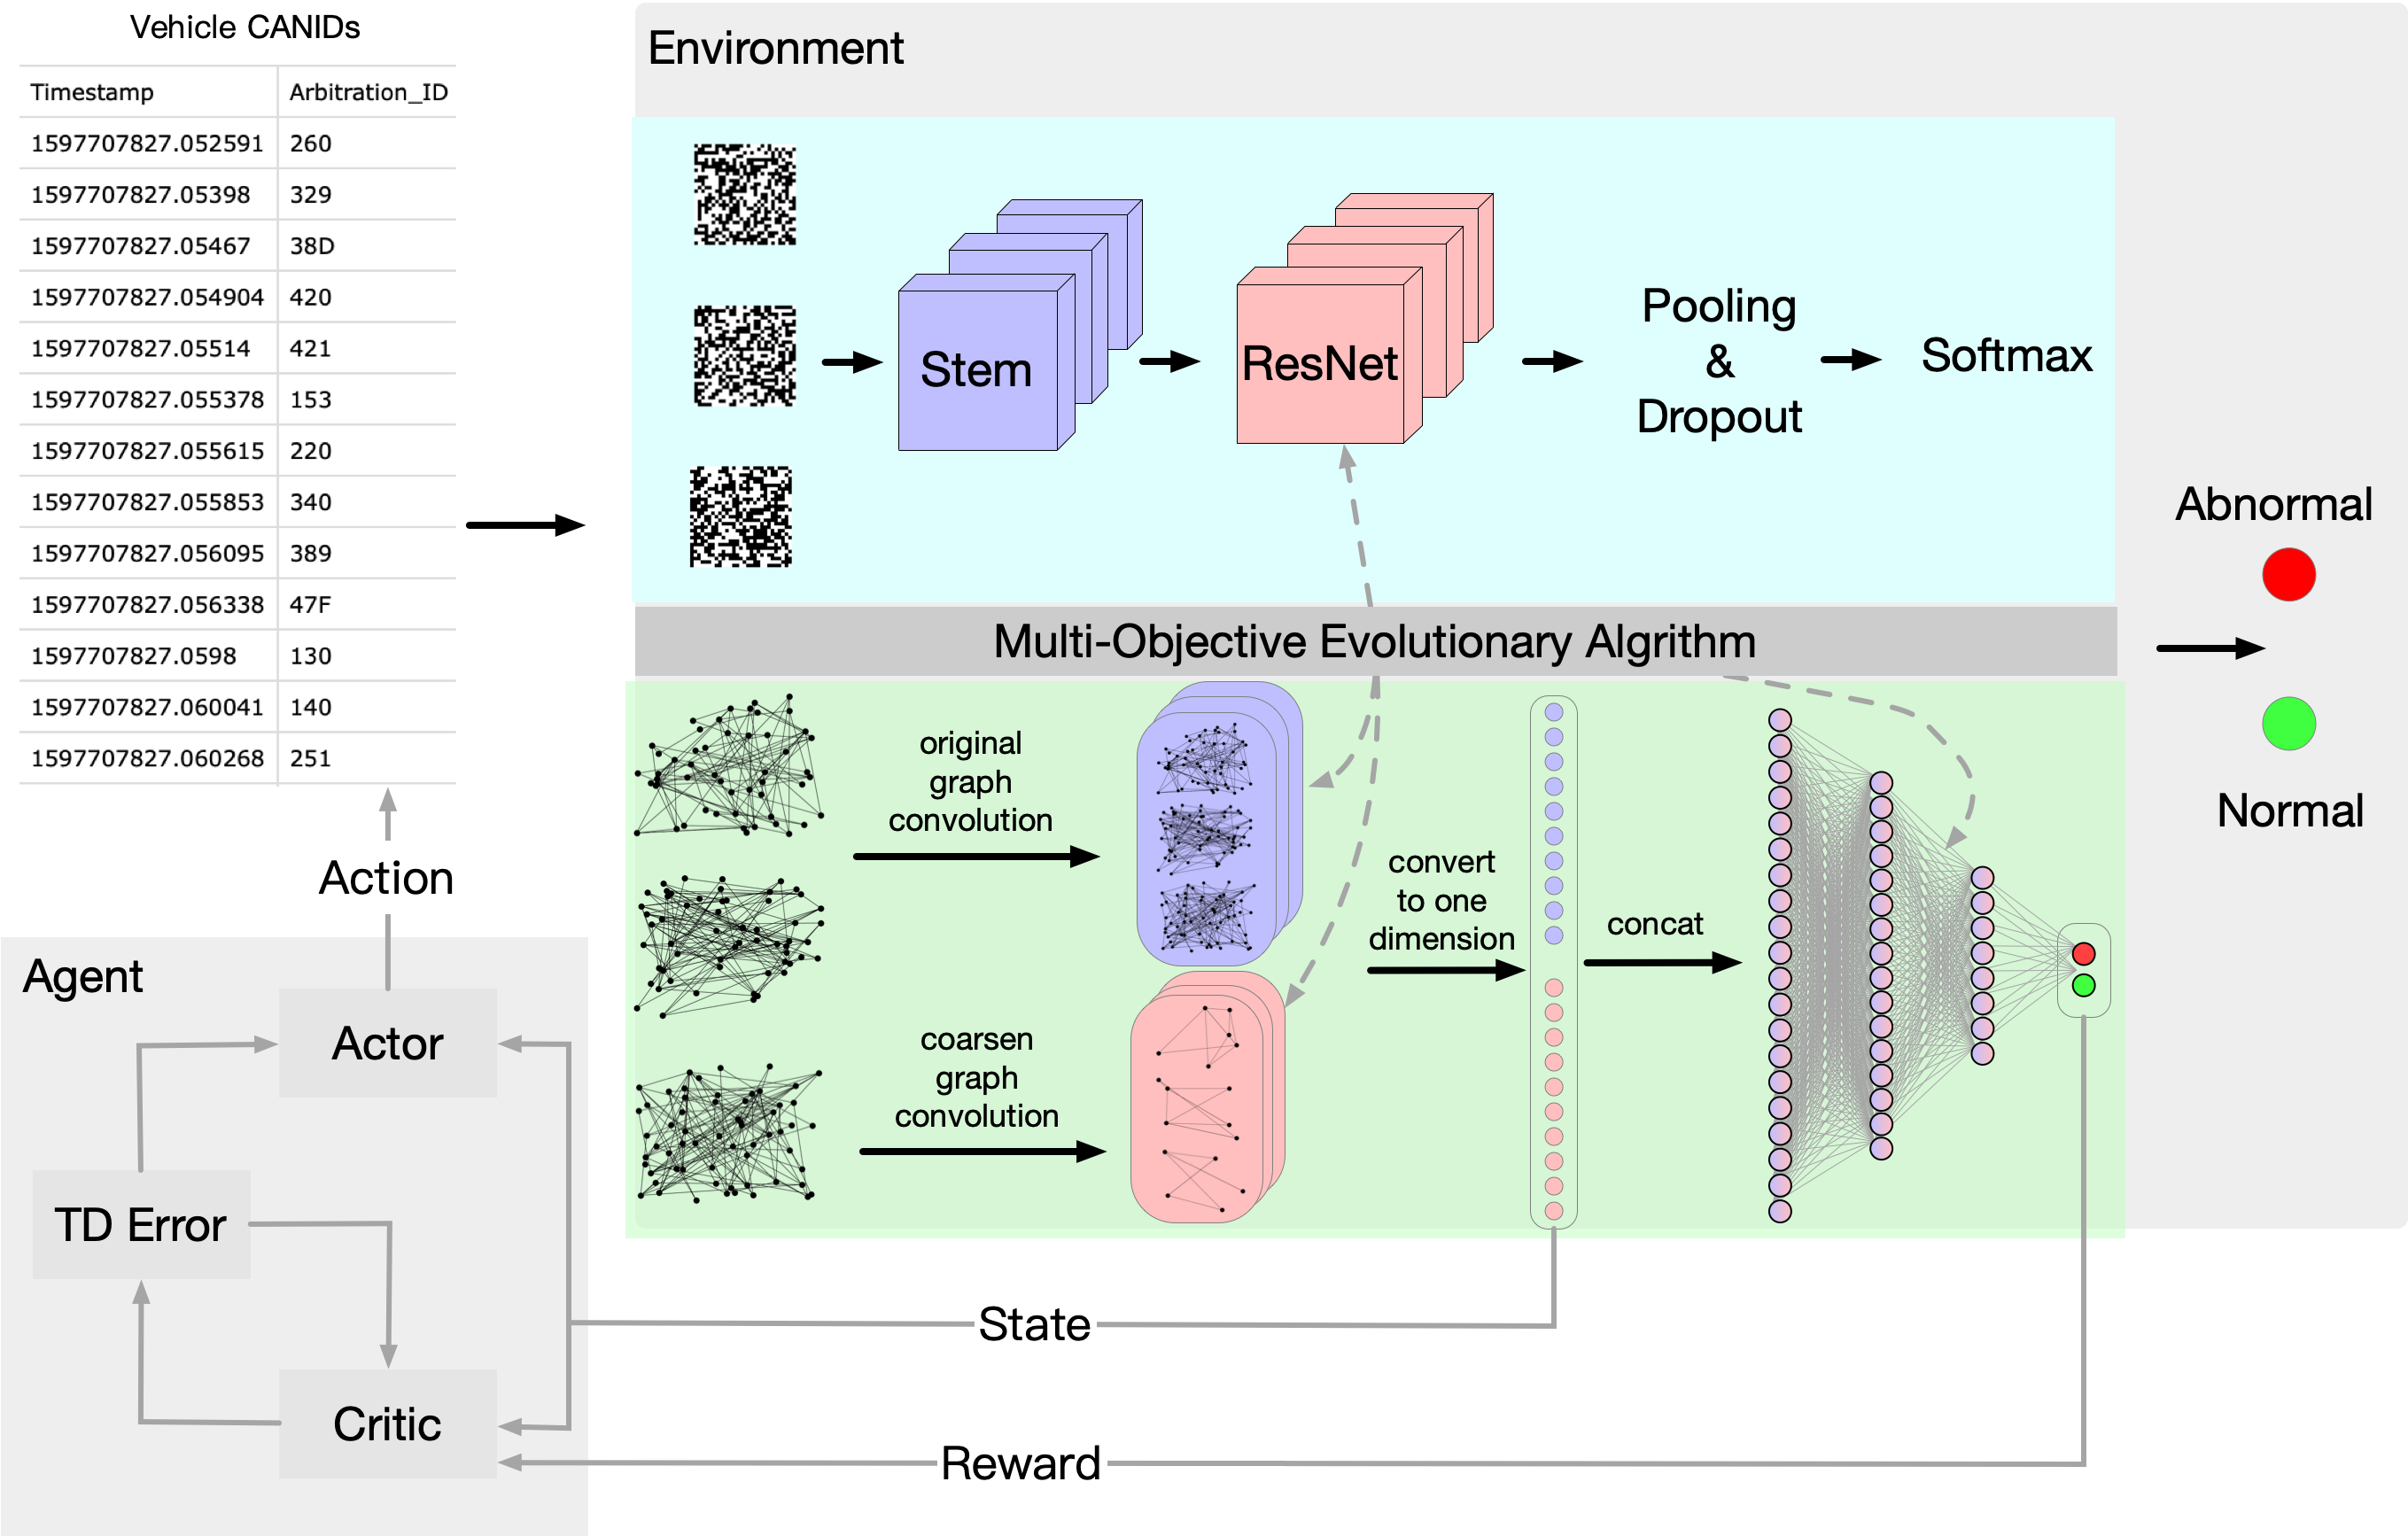 Vehicle CANIDs
Timestamp Arbitration_ID
1597707827.052591 260
1597707827.05398 329
1597707827.05467 38D
1597707827.054904 420
1597707827.05514 421
1597707827.055378 153
1597707827.055615 220
1597707827.055853 340
1597707827.056095 389
1597707827.056338 47F
1597707827.0598 130
1597707827.060041 140
1597707827.060268 251
Environment
Stem
ResNet
Pooling
&
Dropout
Softmax
Multi-Objective Evolutionary Algrithm
Abnormal
Normal
original
graph
convolution
coarsen
graph
convolution
convert
to one
dimension
concat
Action
Agent
Actor
TD Error
Critic
State
Reward